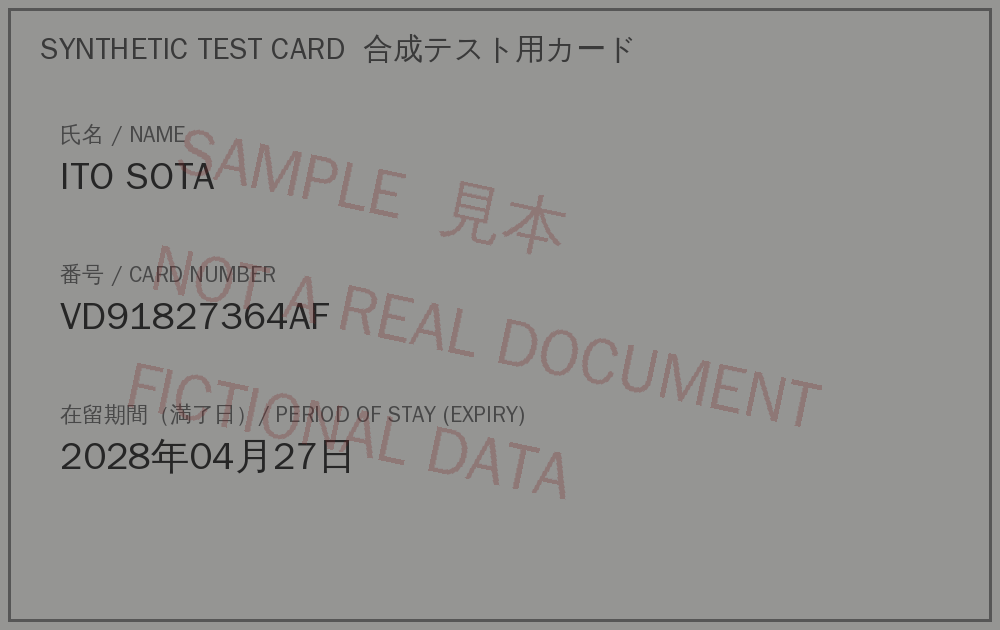 SYNTHETIC TEST CARD 合成テスト用カード
氏名 / NAME
ITO SOTA
SAMPLE 見本
番号 / CARD NUMBER
VD91827364AF
NOT A REAL DOCUMENT
在留期間（満了日）/ PERIOD OF STAY (EXPIRY)
2028年04月27日
FICTIONAL DATA